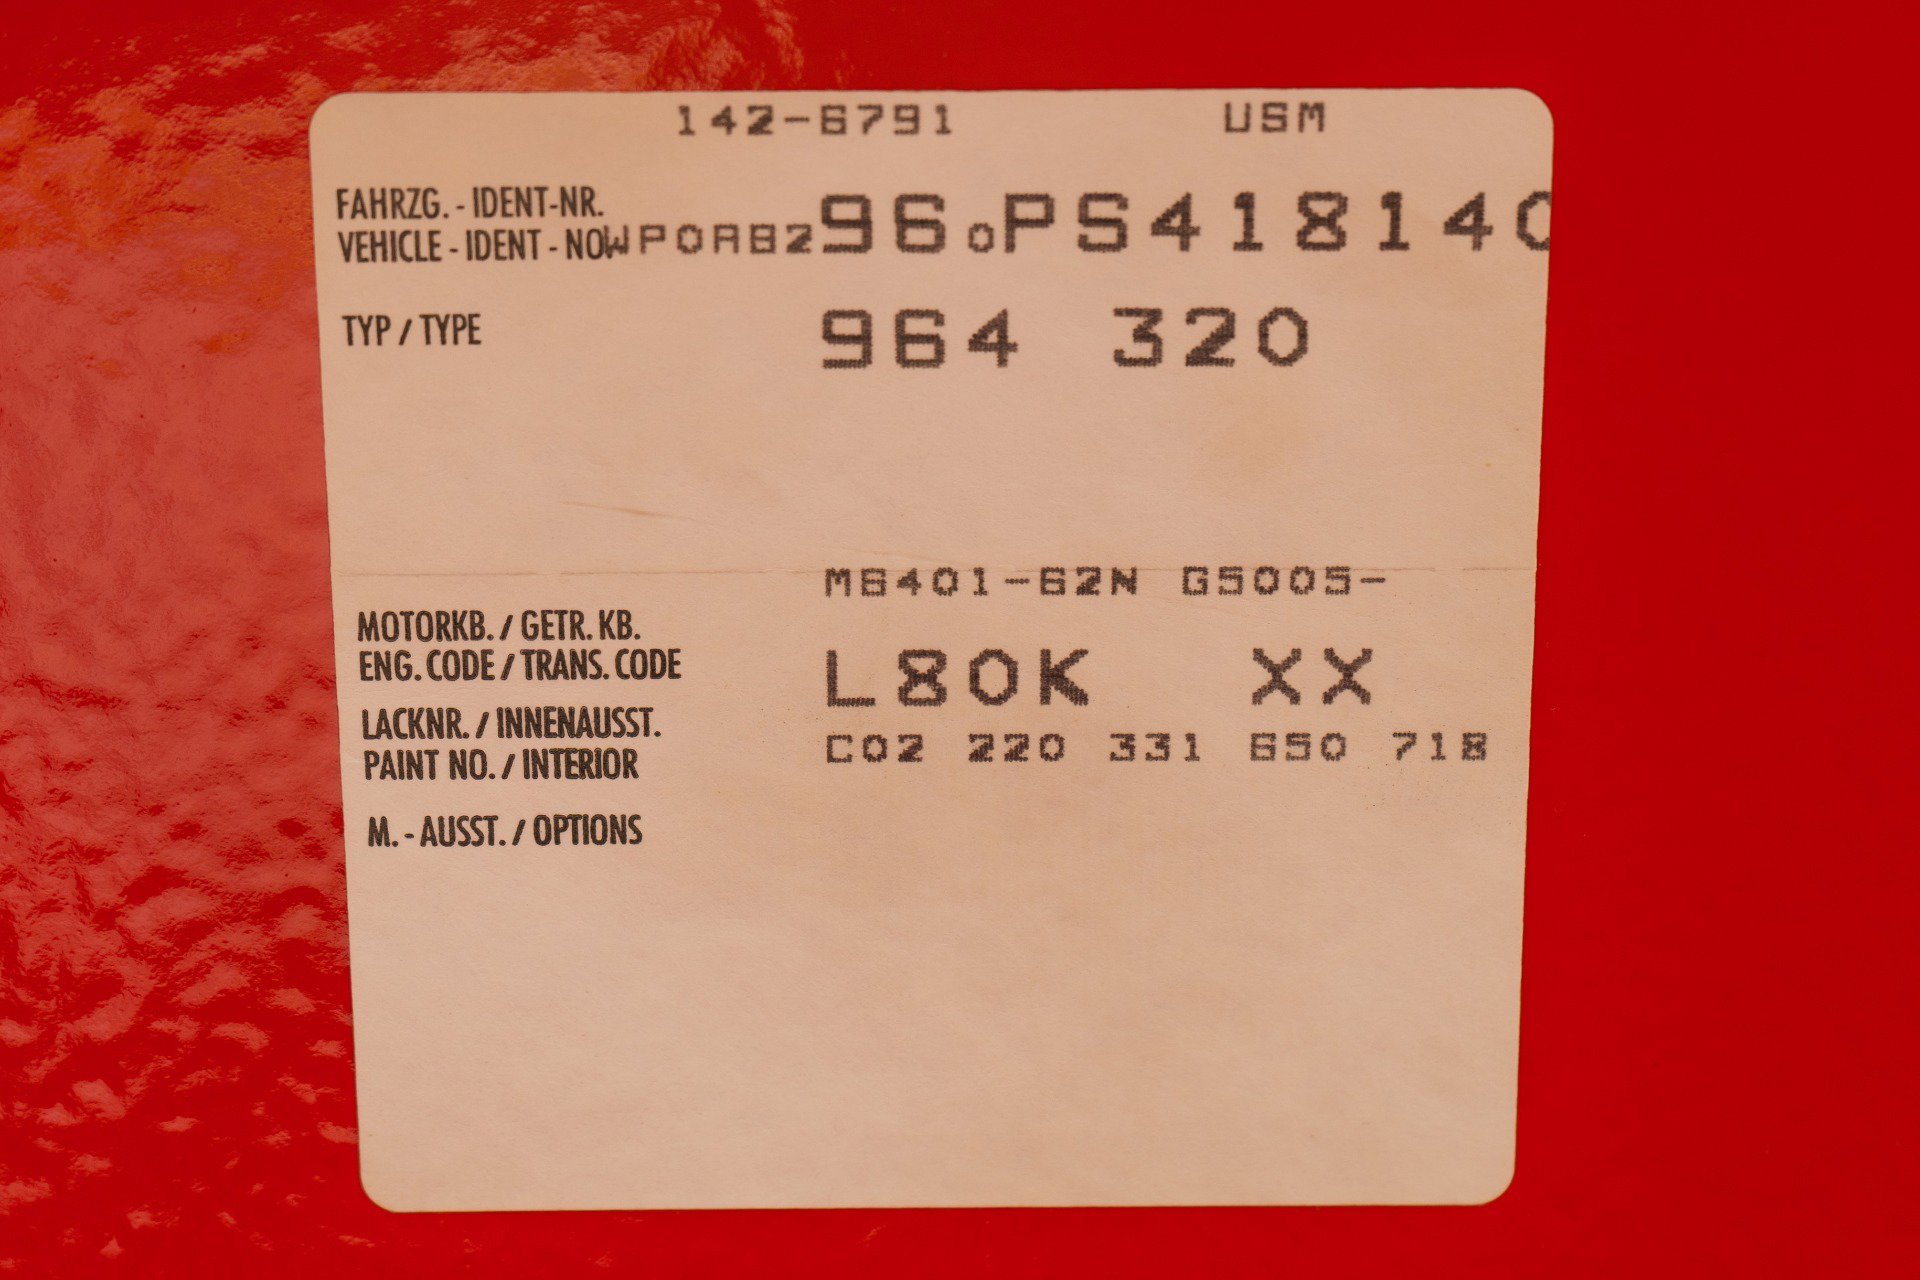 142-6791 USM
FAHRZG. - IDENT-NR.
VEHICLE - IDENT - NO WP0AB296oPS418140
TYP / TYPE 964 320
M6401-62N G5005-
MOTORKB. / GETR. KB.
ENG. CODE / TRANS. CODE L80K XX
LACKNR. / INNENAUSST.
PAINT NO. / INTERIOR C02 220 331 650 718
M. - AUSST. / OPTIONS